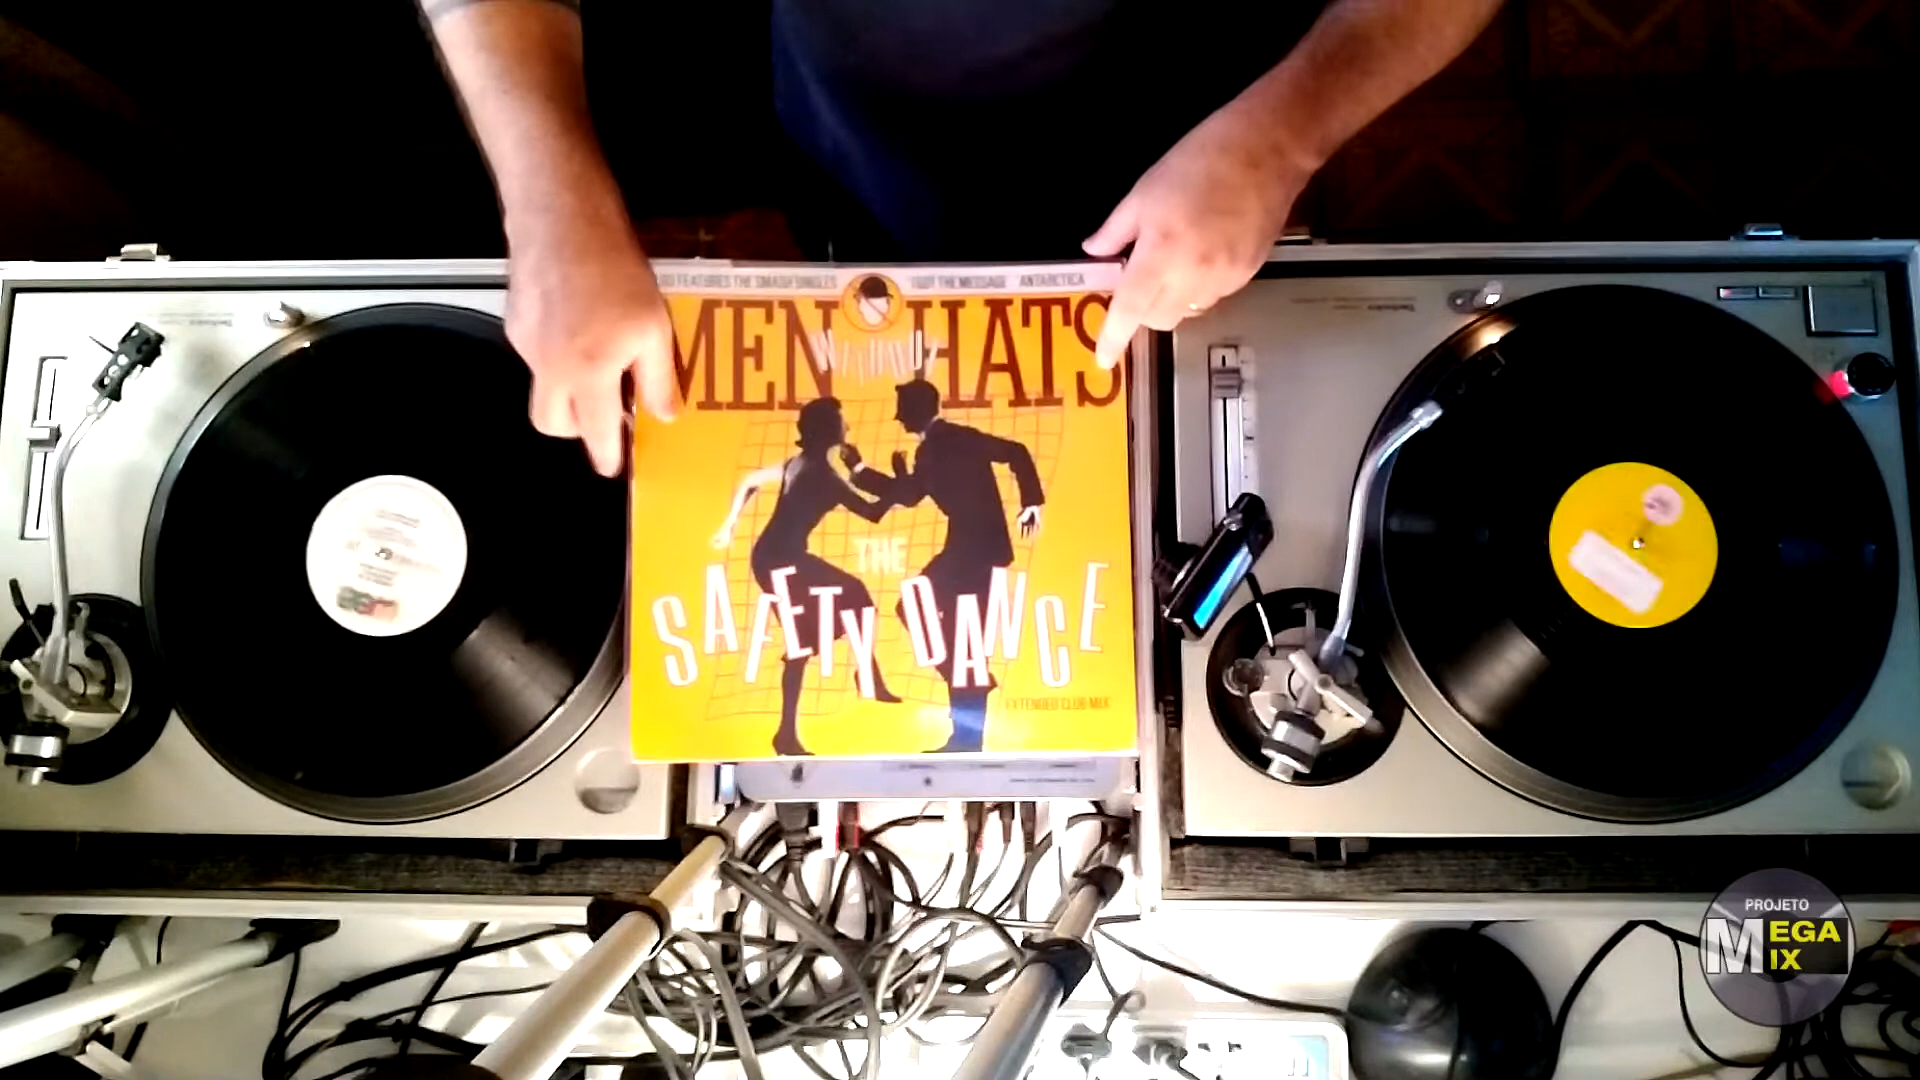 FEATURES THE SMASH SINGLES I GOT THE MESSAGE ANTARCTICA
MEN WITHOUT HATS
THE
SAFETY DANCE
EXTENDED CLUB MIX
PROJETO
MEGA
MIX